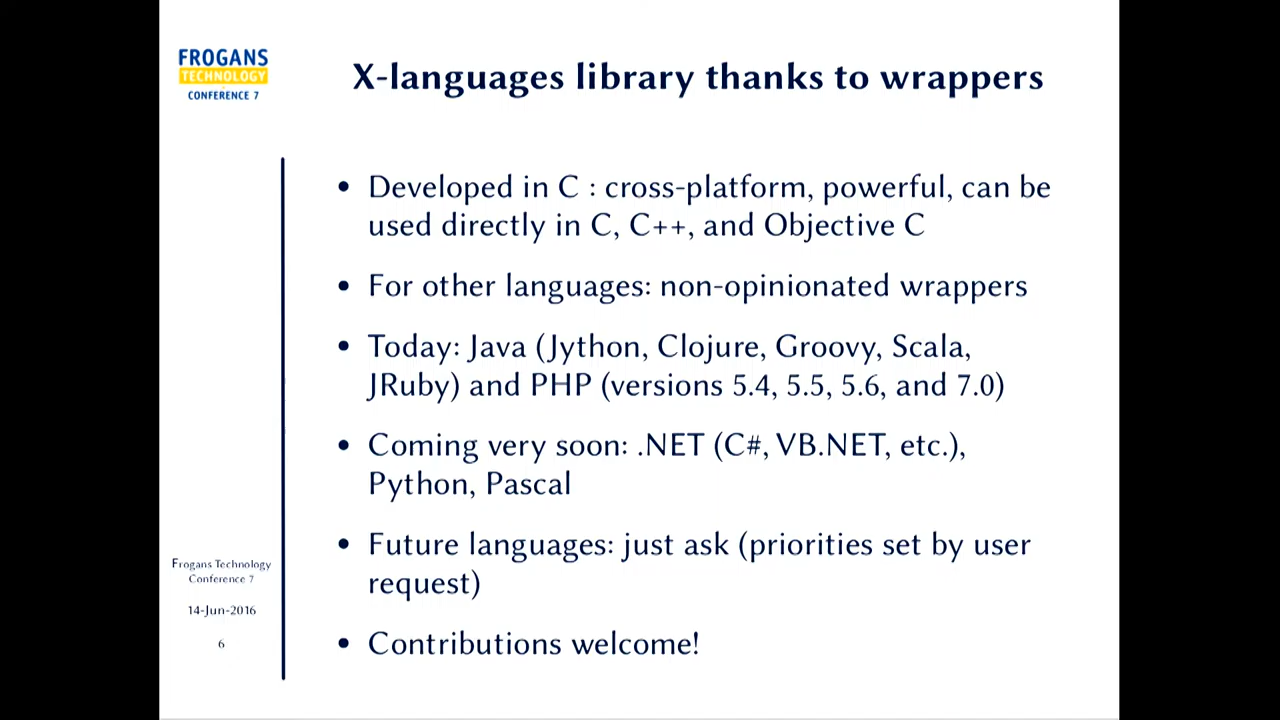 FROGANS
TECHNOLOGY
CONFERENCE 7
X-languages library thanks to wrappers
• Developed in C : cross-platform, powerful, can be
used directly in C, C++, and Objective C
• For other languages: non-opinionated wrappers
• Today: Java (Jython, Clojure, Groovy, Scala,
JRuby) and PHP (versions 5.4, 5.5, 5.6, and 7.0)
• Coming very soon: .NET (C#, VB.NET, etc.),
Python, Pascal
• Future languages: just ask (priorities set by user
request)
• Contributions welcome!
Frogans Technology
Conference 7
14-Jun-2016
6